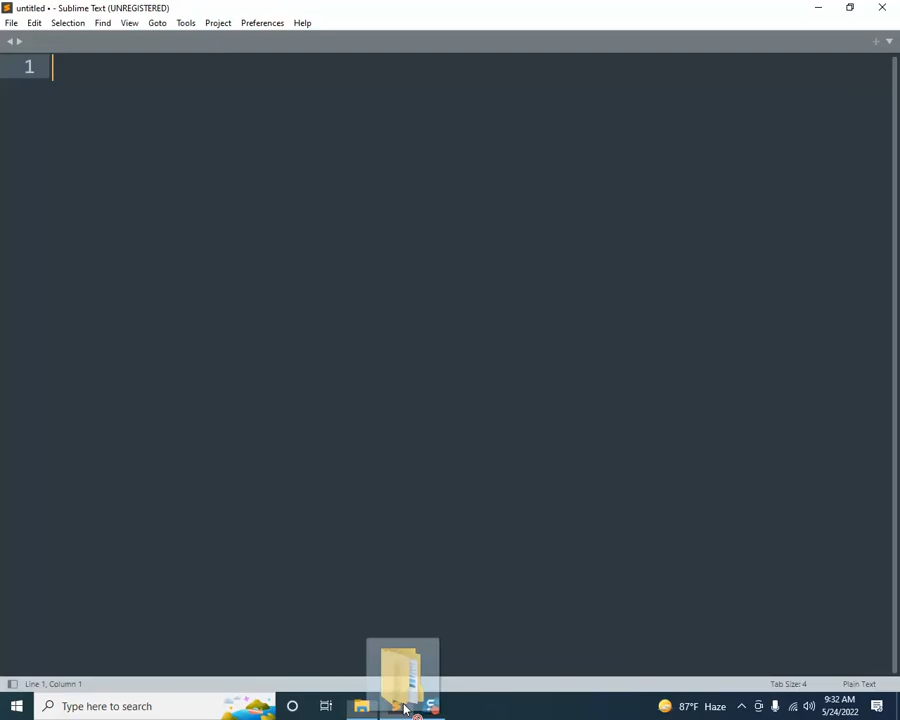 untitled • - Sublime Text (UNREGISTERED)
File Edit Selection Find View Goto Tools Project Preferences Help
1
Line 1, Column 1 Tab Size: 4 Plain Text
Type here to search 87°F Haze 9:32 AM
5/24/2022